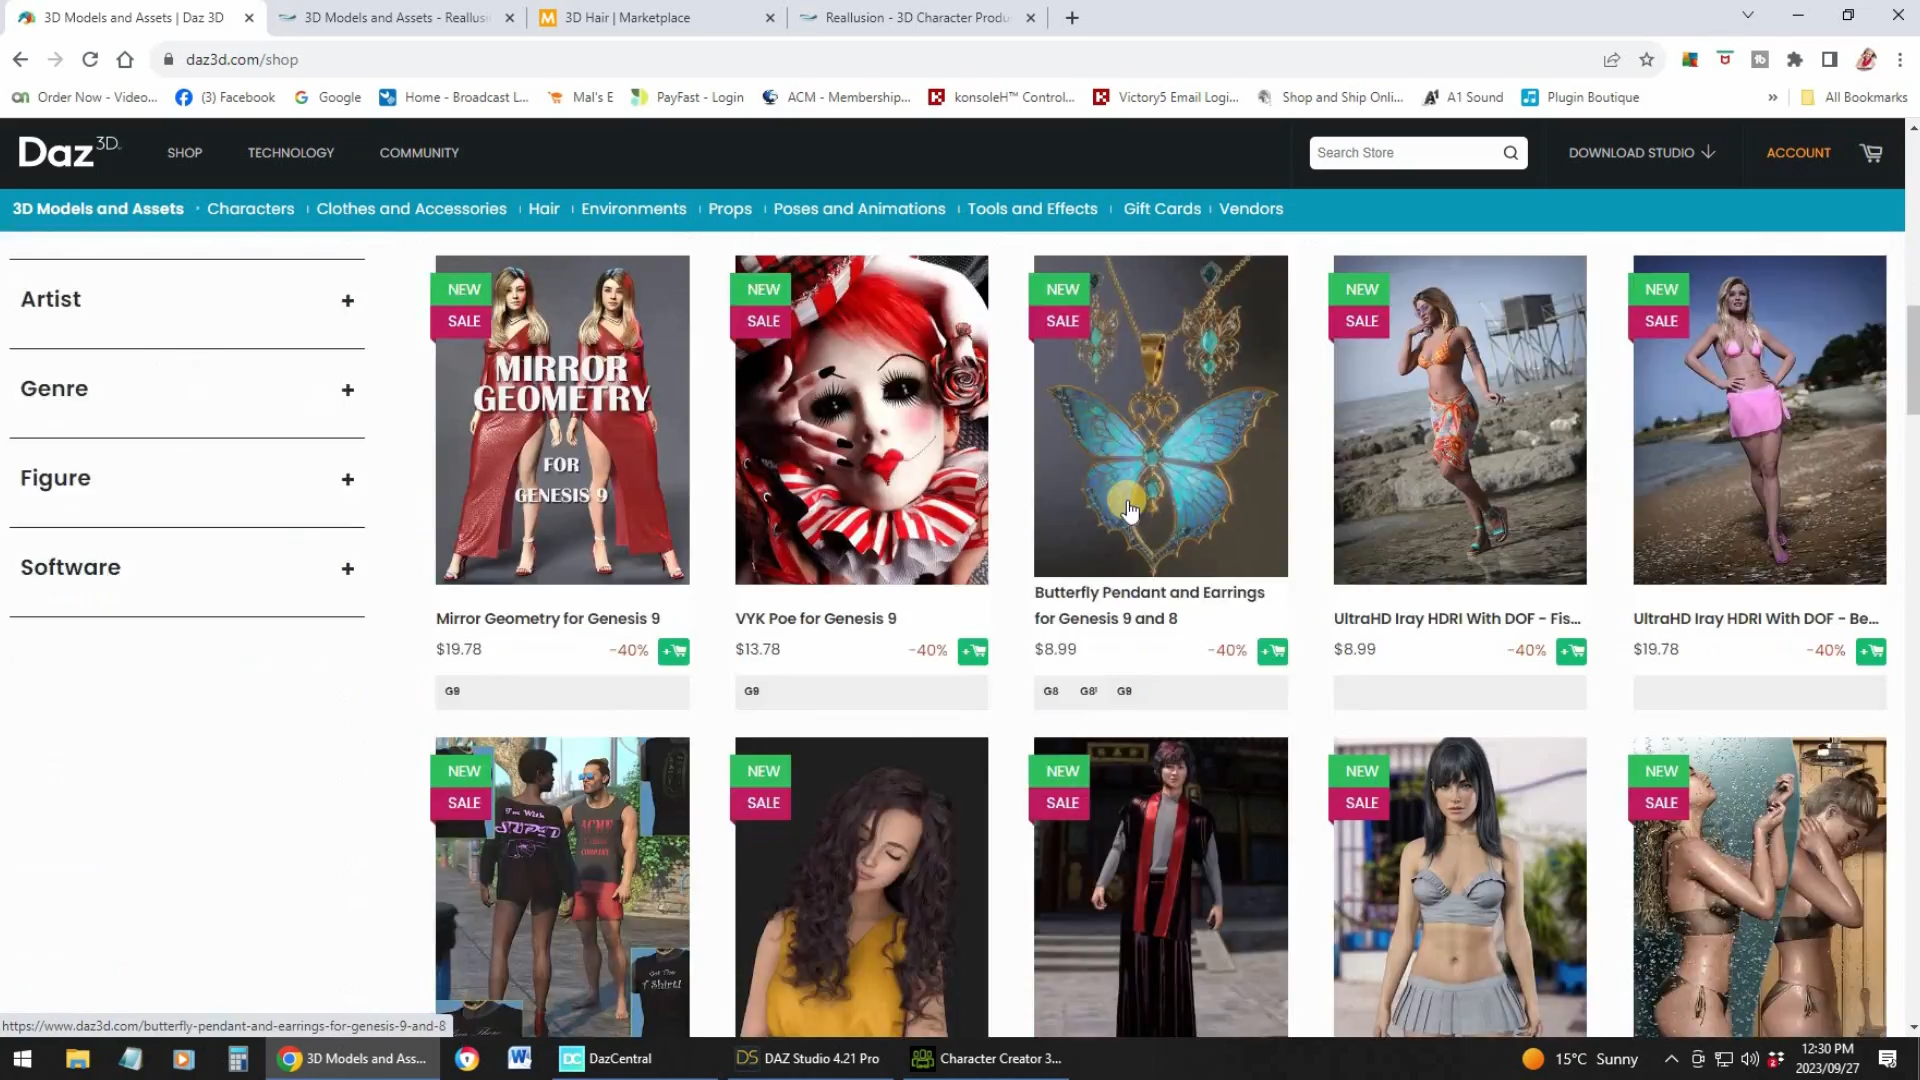 3D Models and Assets | Daz 3D
3D Models and Assets - Reallusi
3D Hair | Marketplace
Reallusion - 3D Character Produ
daz3d.com/shop
Order Now - Video...
(3) Facebook
Google
Home - Broadcast L...
Mal's E
PayFast - Login
ACM - Membership...
konsoleH™ Control...
Victory5 Email Logi...
Shop and Ship Onli...
A1 Sound
Plugin Boutique
»
All Bookmarks
Daz 3D
SHOP
TECHNOLOGY
COMMUNITY
Search Store
DOWNLOAD STUDIO
ACCOUNT
3D Models and Assets
Characters
Clothes and Accessories
Hair
Environments
Props
Poses and Animations
Tools and Effects
Gift Cards
Vendors
Artist +
Genre +
Figure +
Software +
NEW
SALE
MIRROR
GEOMETRY
FOR
GENESIS 9
Mirror Geometry for Genesis 9
$19.78 -40%
G9
NEW
SALE
VYK Poe for Genesis 9
$13.78 -40%
G9
NEW
SALE
Butterfly Pendant and Earrings
for Genesis 9 and 8
$8.99 -40%
G8 G8¹ G9
NEW
SALE
UltraHD Iray HDRI With DOF - Fis...
$8.99 -40%
NEW
SALE
UltraHD Iray HDRI With DOF - Be...
$19.78 -40%
NEW
SALE
I'm With
STUPED
ACME
Got The
T Shirt!
NEW
SALE
NEW
SALE
NEW
SALE
NEW
SALE
https://www.daz3d.com/butterfly-pendant-and-earrings-for-genesis-9-and-8
3D Models and Ass...
DazCentral
DAZ Studio 4.21 Pro
Character Creator 3...
15°C Sunny
12:30 PM
2023/09/27